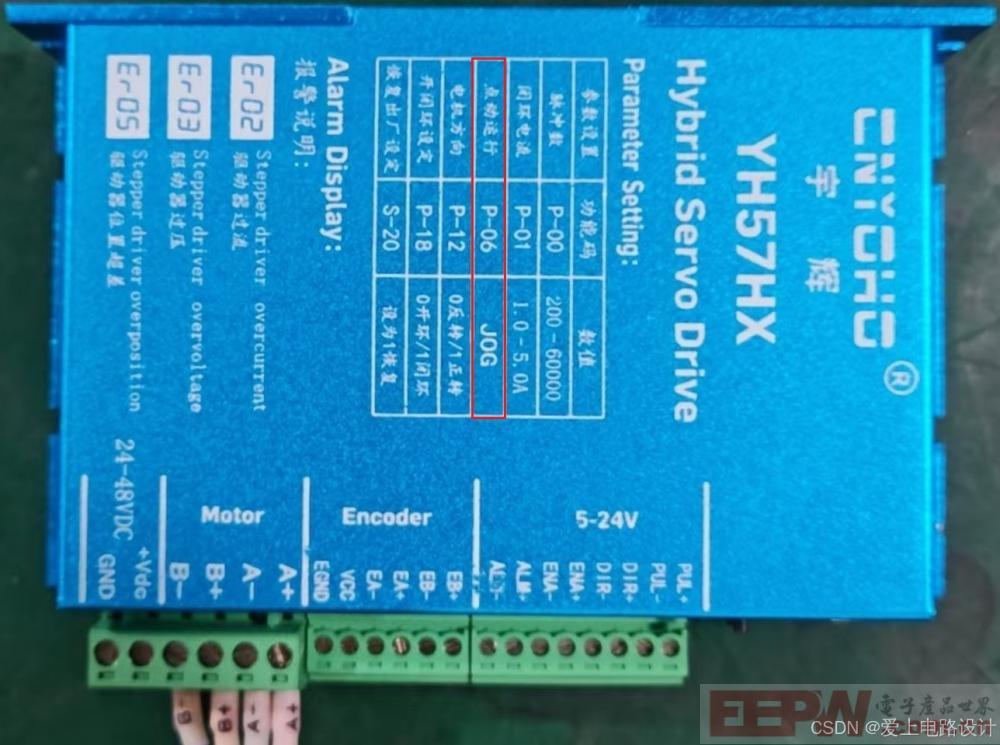 CNYOHO ®
宇辉
YH57HX
Hybrid Servo Drive
Parameter Setting:
参数设置 功能码 数值
脉冲数 P-00 200-60000
闭环电流 P-01 1.0-5.0A
点动运行 P-06 JOG
电机方向 P-12 0反转/1正转
开闭环设定 P-18 0开环/1闭环
恢复出厂设定 S-20 设为1恢复
Alarm Display:
报警说明:
Er02 Stepper driver overcurrent
驱动器过流
Er03 Stepper driver overvoltage
驱动器过压
Er05 Stepper driver overposition
驱动器位置超差
24-48VDC
Motor
Encoder
5-24V
GND
+Vdc
B-
B+
A-
A+
EGND
VCC
EA-
EA+
EB-
EB+
ALM-
ALM+
ENA-
ENA+
DIR-
DIR+
PUL-
PUL+
B-
B+
A-
A+
EEPW 电子產品世界
CSDN @爱上电路设计